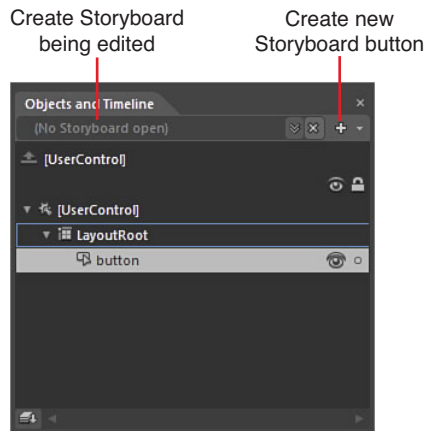 Create Storyboard
being edited
Create new
Storyboard button
Objects and Timeline
(No Storyboard open)
[UserControl]
[UserControl]
LayoutRoot
button